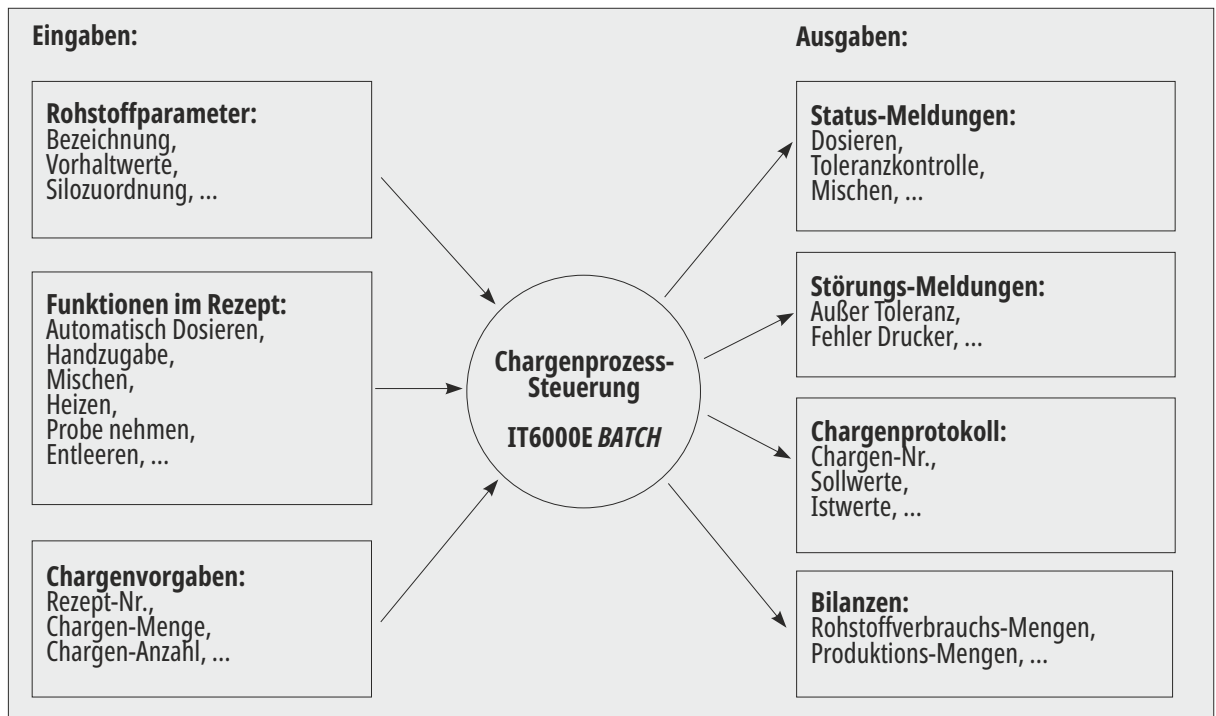 Eingaben:
Rohstoffparameter:
Bezeichnung,
Vorhaltwerte,
Silozuordnung, ...
Funktionen im Rezept:
Automatisch Dosieren,
Handzugabe,
Mischen,
Heizen,
Probe nehmen,
Entleeren, ...
Chargenvorgaben:
Rezept-Nr.,
Chargen-Menge,
Chargen-Anzahl, ...
Chargenprozess-
Steuerung
IT6000E BATCH
Ausgaben:
Status-Meldungen:
Dosieren,
Toleranzkontrolle,
Mischen, ...
Störungs-Meldungen:
Außer Toleranz,
Fehler Drucker, ...
Chargenprotokoll:
Chargen-Nr.,
Sollwerte,
Istwerte, ...
Bilanzen:
Rohstoffverbrauchs-Mengen,
Produktions-Mengen, ...